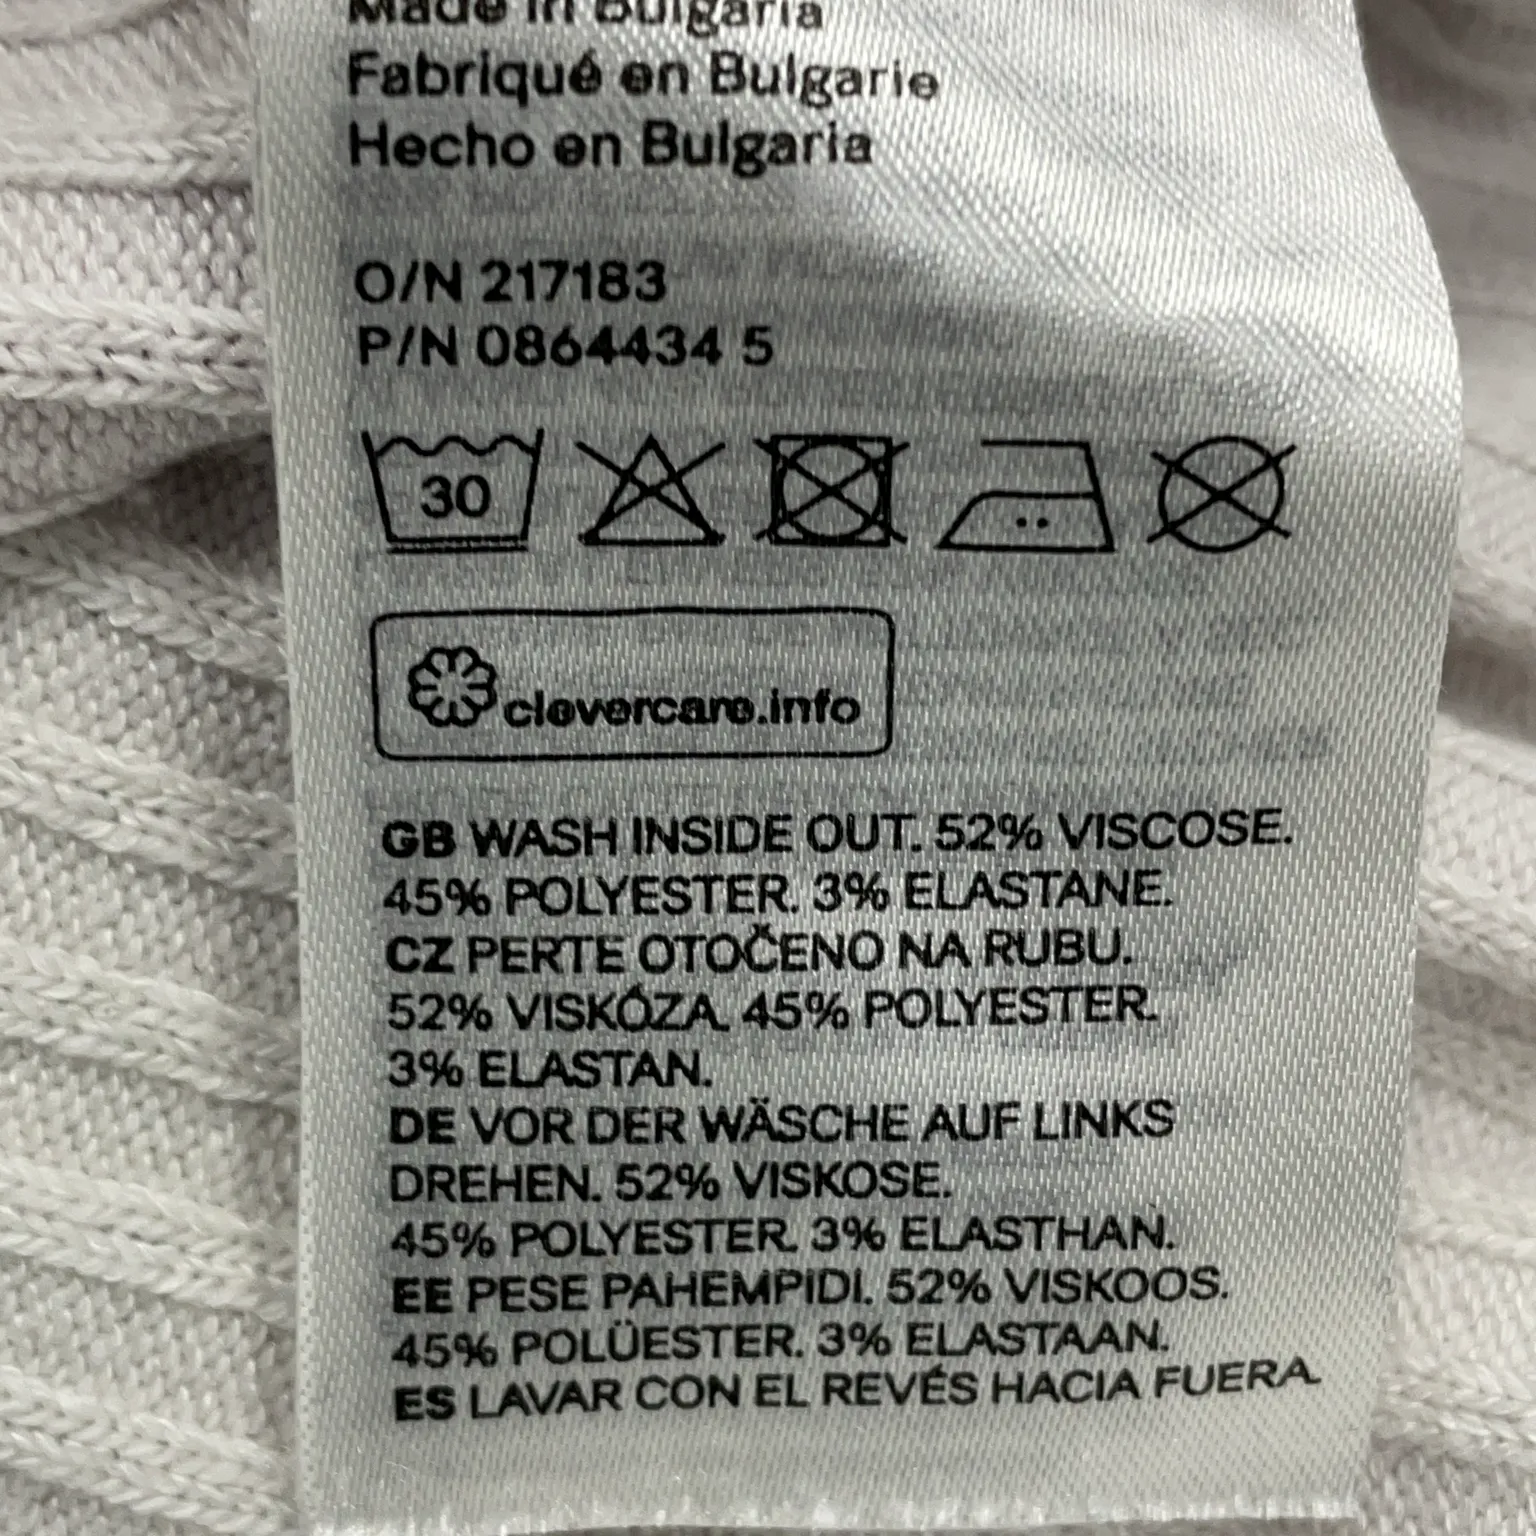 Made in Bulgaria
Fabriqué en Bulgarie
Hecho en Bulgaria
O/N 217183
P/N 0864434 5
30
clevercare.info
GB WASH INSIDE OUT. 52% VISCOSE.
45% POLYESTER. 3% ELASTANE.
CZ PERTE OTOČENO NA RUBU.
52% VISKÓZA. 45% POLYESTER.
3% ELASTAN.
DE VOR DER WÄSCHE AUF LINKS
DREHEN. 52% VISKOSE.
45% POLYESTER. 3% ELASTHAN.
EE PESE PAHEMPIDI. 52% VISKOOS.
45% POLÜESTER. 3% ELASTAAN.
ES LAVAR CON EL REVÉS HACIA FUERA.